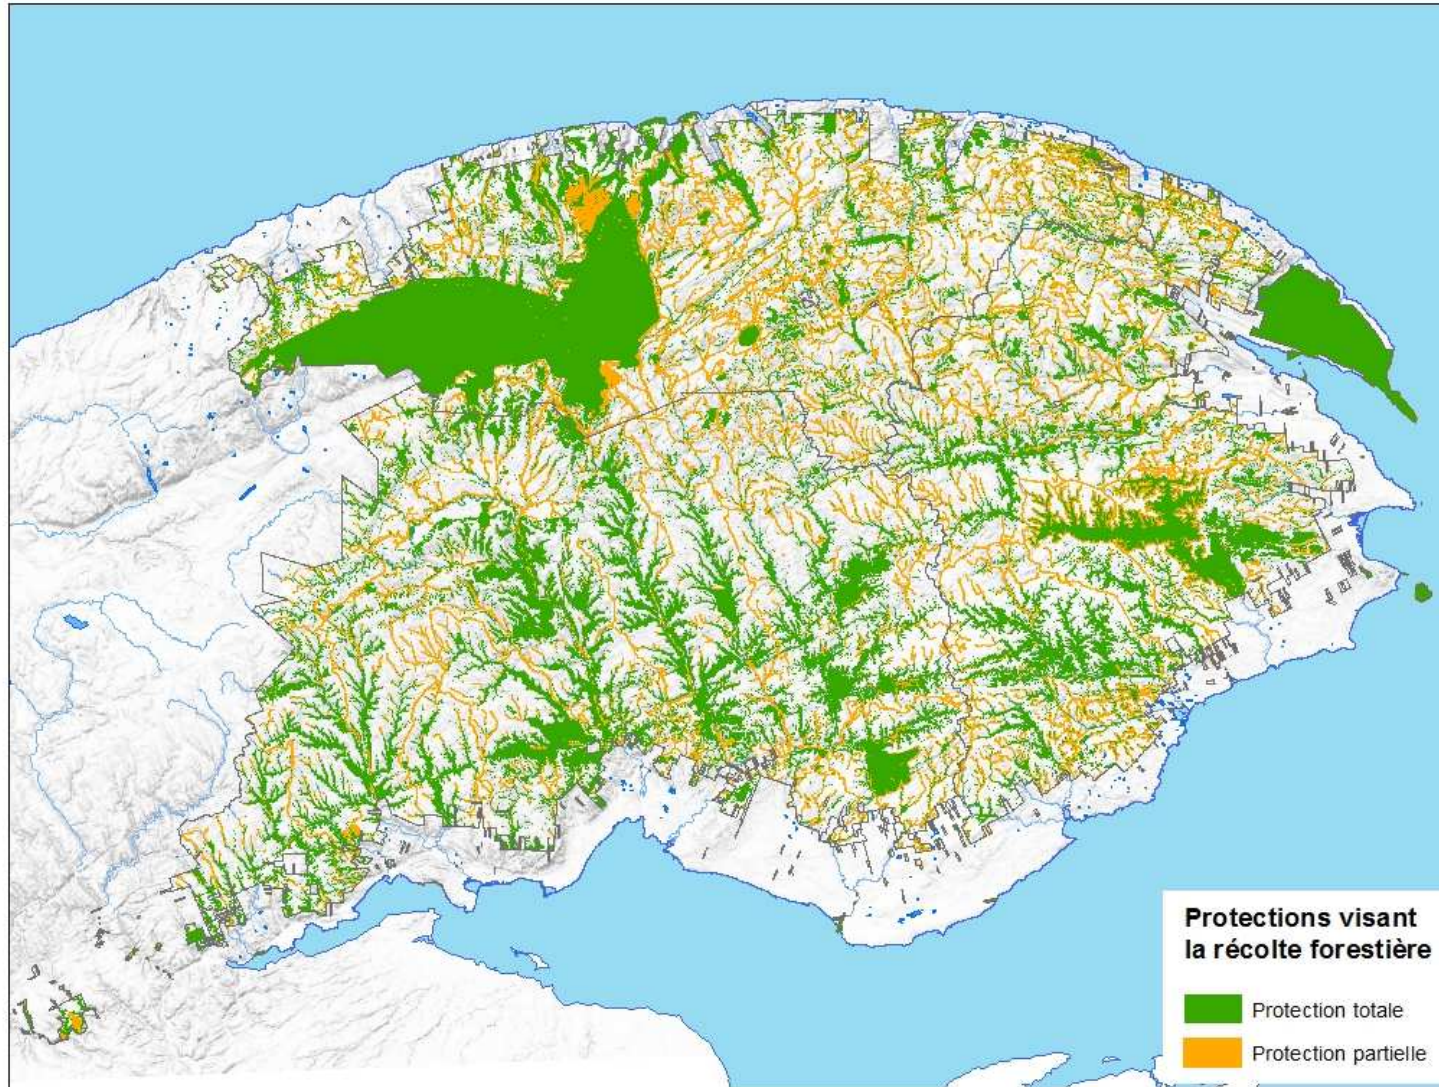 Protections visant
la récolte forestière
Protection totale
Protection partielle